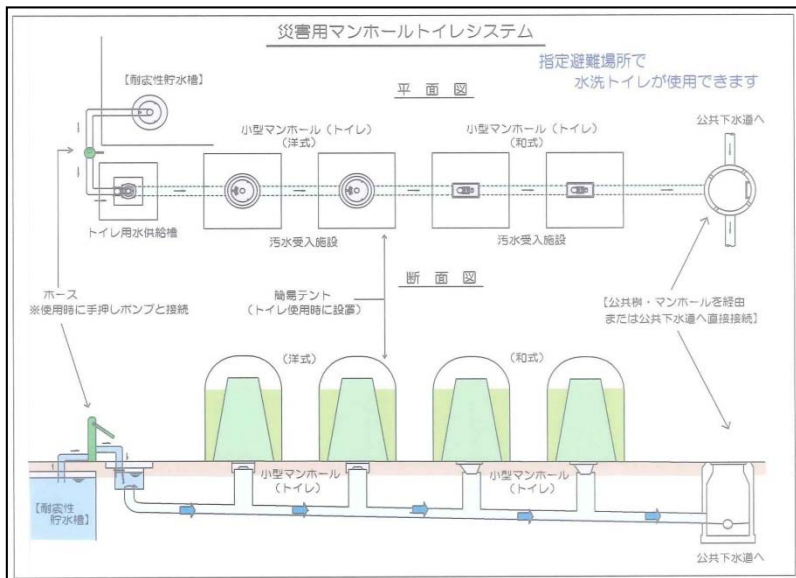 災害用マンホールトイレシステム
指定避難場所で
水洗トイレが使用できます
【耐震性貯水槽】
平 面 図
小型マンホール（トイレ）
（洋式）
小型マンホール（トイレ）
（和式）
公共下水道へ
トイレ用水供給槽
汚水受入施設
汚水受入施設
断 面 図
ホース
※使用時に手押しポンプと接続
簡易テント
（トイレ使用時に設置）
【公共桝・マンホールを経由
または公共下水道へ直接接続】
（洋式）
（和式）
小型マンホール
（トイレ）
小型マンホール
（トイレ）
【耐震性
貯水槽】
公共下水道へ